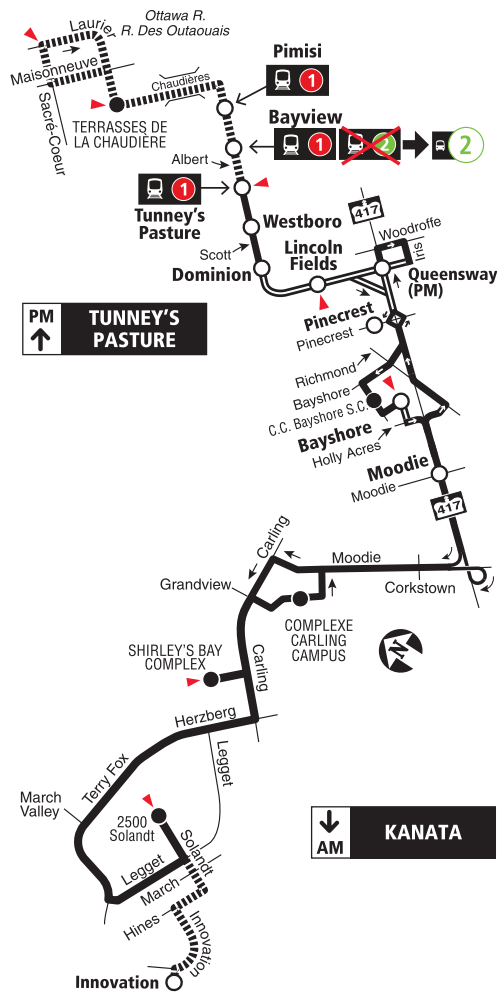 Ottawa R.
R. Des Outaouais
Laurier
Maisonneuve
Sacré-Coeur
TERRASSES DE
LA CHAUDIÈRE
Chaudières
Pimisi
1
Bayview
1
2
2
Albert
1
Tunney's
Pasture
Westboro
417
Woodroffe
Iris
Scott
Lincoln
Fields
Dominion
Queensway
(PM)
PM
TUNNEY'S
PASTURE
Pinecrest
Pinecrest
Richmond
Bayshore
C.C. Bayshore S.C.
Bayshore
Holly Acres
Moodie
Moodie
417
Carling
Moodie
Grandview
Corkstown
COMPLEXE
CARLING
CAMPUS
N
SHIRLEY'S BAY
COMPLEX
Carling
Herzberg
Legget
Terry Fox
March
Valley
2500
Solandt
Solandt
Legget
March
Hines
Innovation
Innovation
AM
KANATA